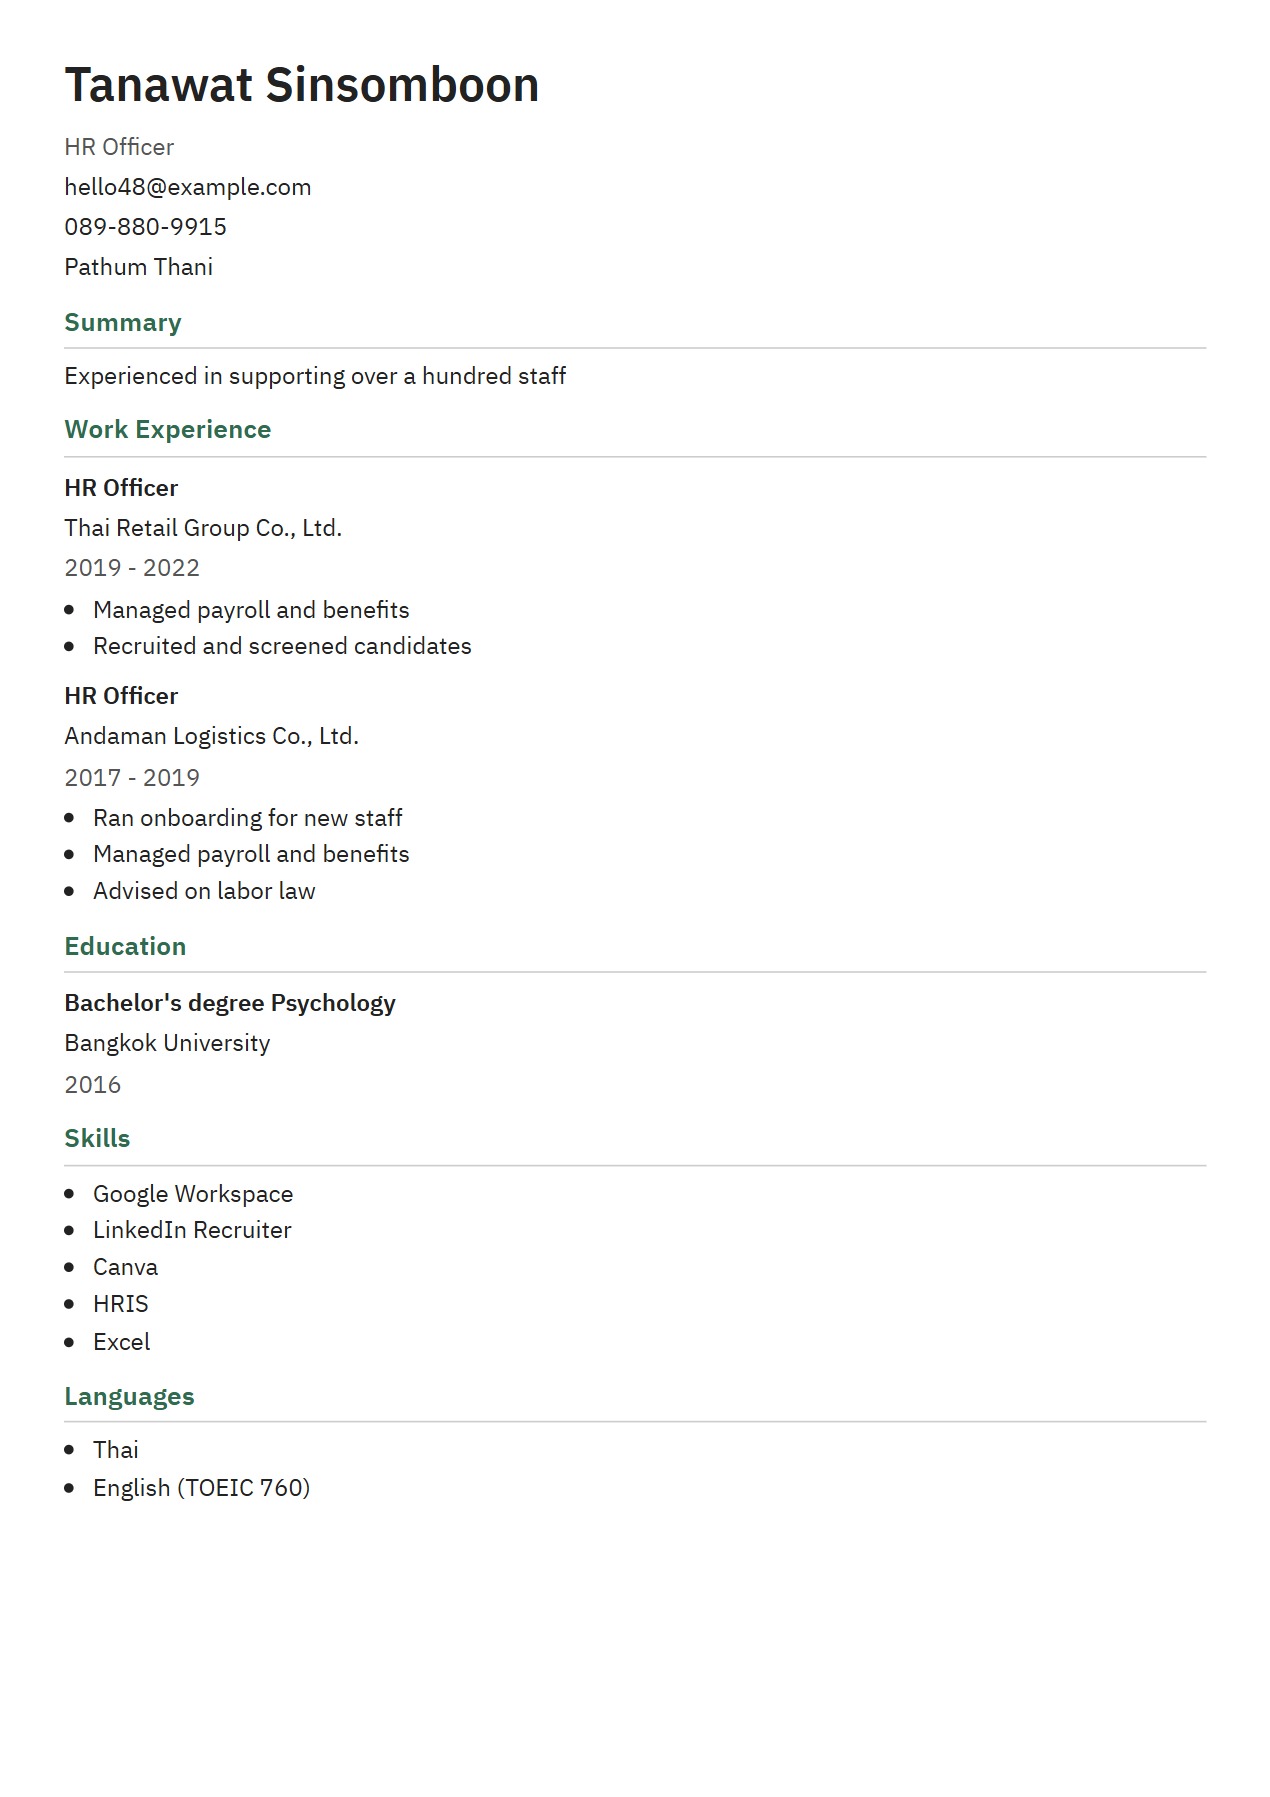 Tanawat Sinsomboon
HR Officer
hello48@example.com
089-880-9915
Pathum Thani
Summary
Experienced in supporting over a hundred staff
Work Experience
HR Officer
Thai Retail Group Co., Ltd.
2019 - 2022
Managed payroll and benefits
Recruited and screened candidates
HR Officer
Andaman Logistics Co., Ltd.
2017 - 2019
Ran onboarding for new staff
Managed payroll and benefits
Advised on labor law
Education
Bachelor's degree Psychology
Bangkok University
2016
Skills
Google Workspace
LinkedIn Recruiter
Canva
HRIS
Excel
Languages
Thai
English (TOEIC 760)